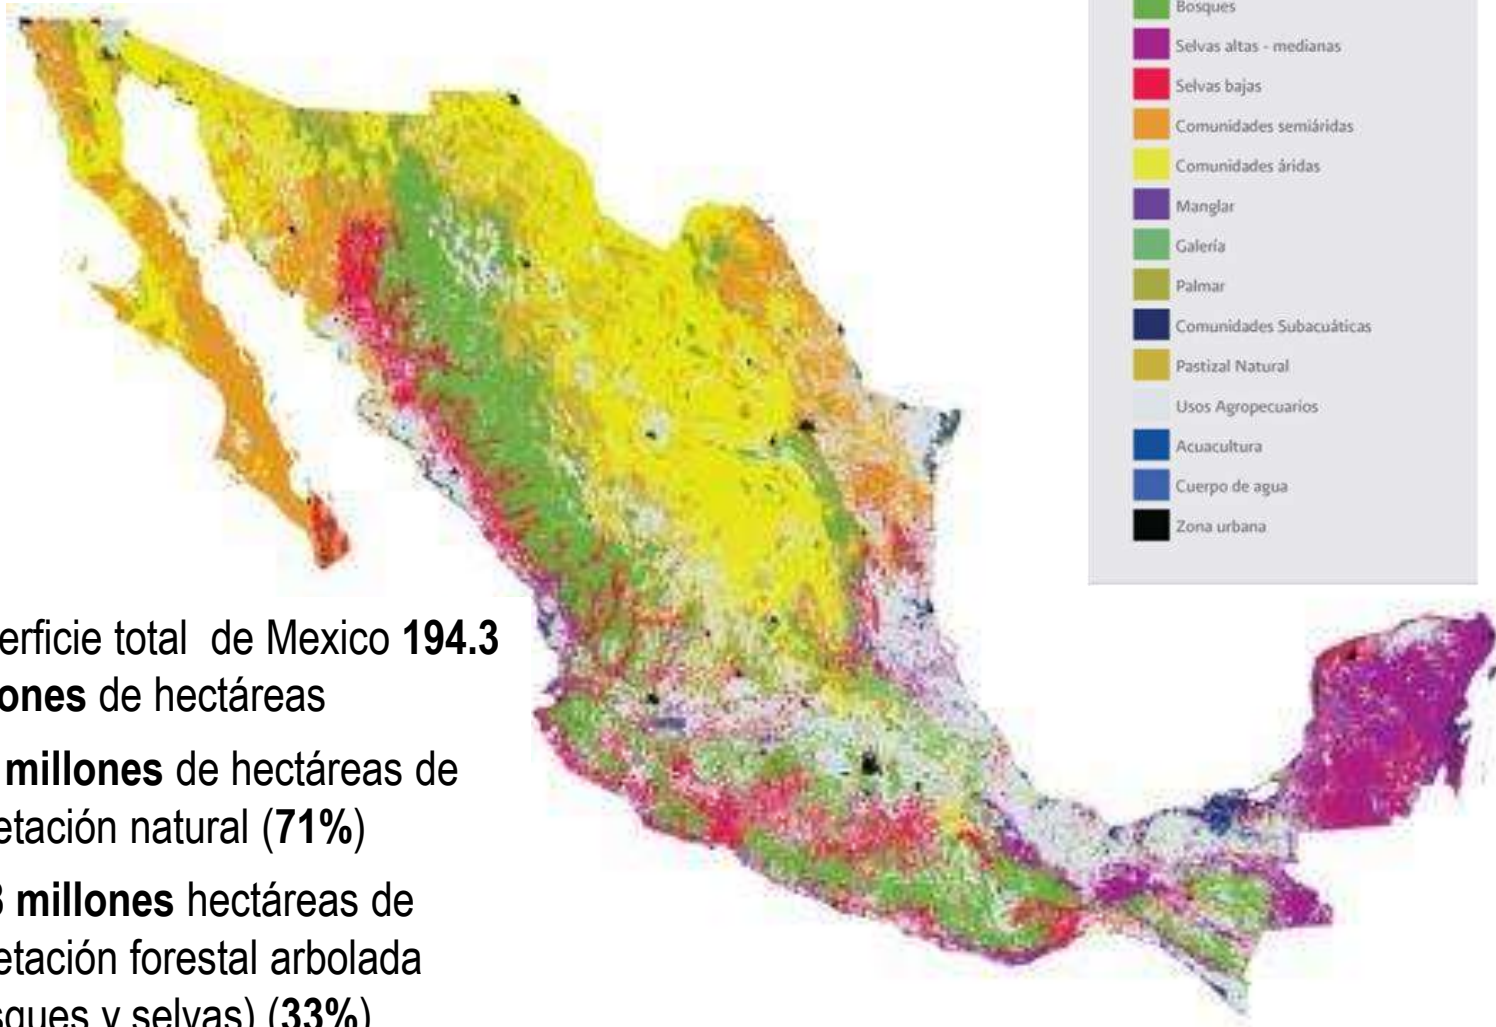 Bosques
Selvas altas - medianas
Selvas bajas
Comunidades semiáridas
Comunidades áridas
Manglar
Galería
Palmar
Comunidades Subacuáticas
Pastizal Natural
Usos Agropecuarios
Acuacultura
Cuerpo de agua
Zona urbana
erficie total de Mexico 194.3
ones de hectáreas
millones de hectáreas de
etación natural (71%)
millones hectáreas de
etación forestal arbolada
sques y selvas) (33%)